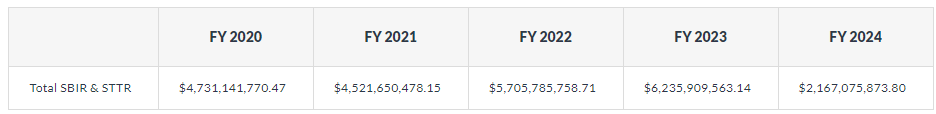 FY 2020 FY 2021 FY 2022 FY 2023 FY 2024
Total SBIR & STTR $4,731,141,770.47 $4,521,650,478.15 $5,705,785,758.71 $6,235,909,563.14 $2,167,075,873.80